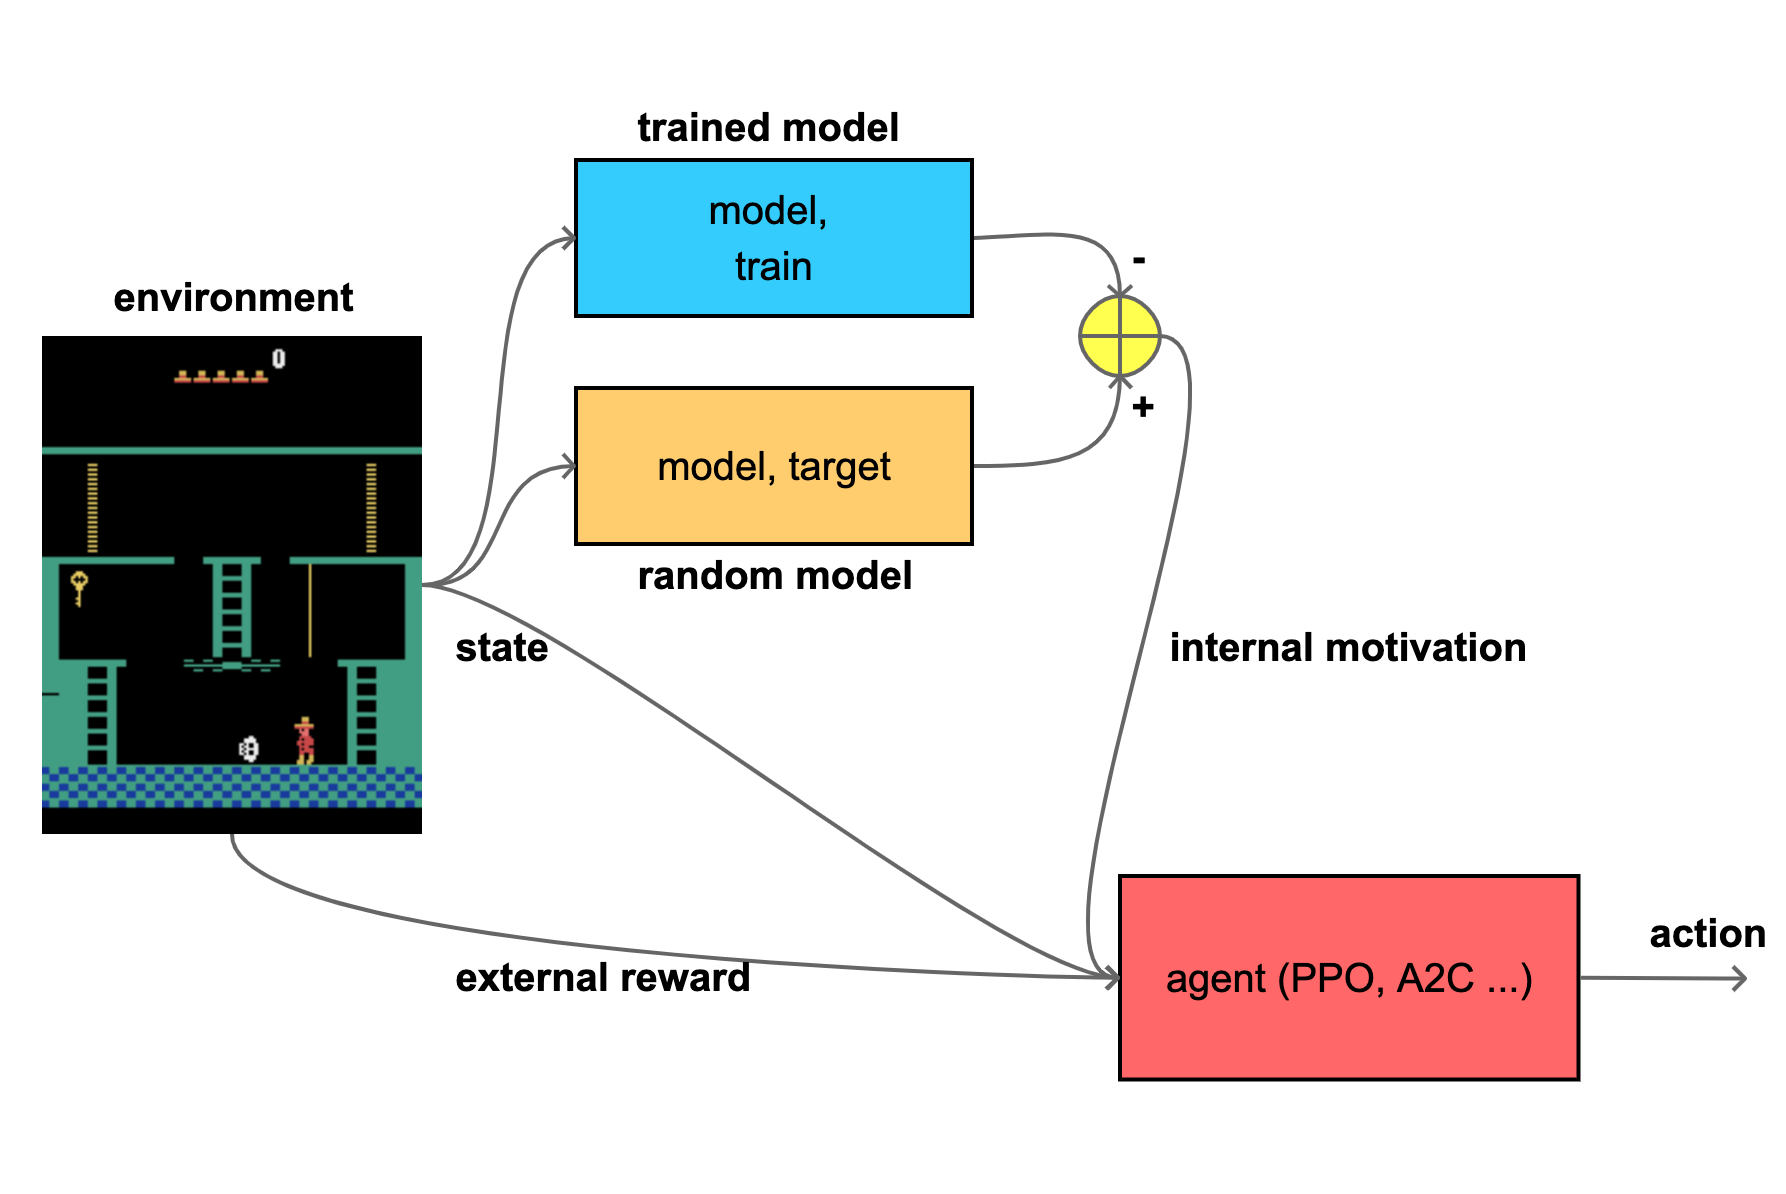 trained model
model,
train
-
environment
0
+
model, target
random model
state
internal motivation
external reward
agent (PPO, A2C ...)
action